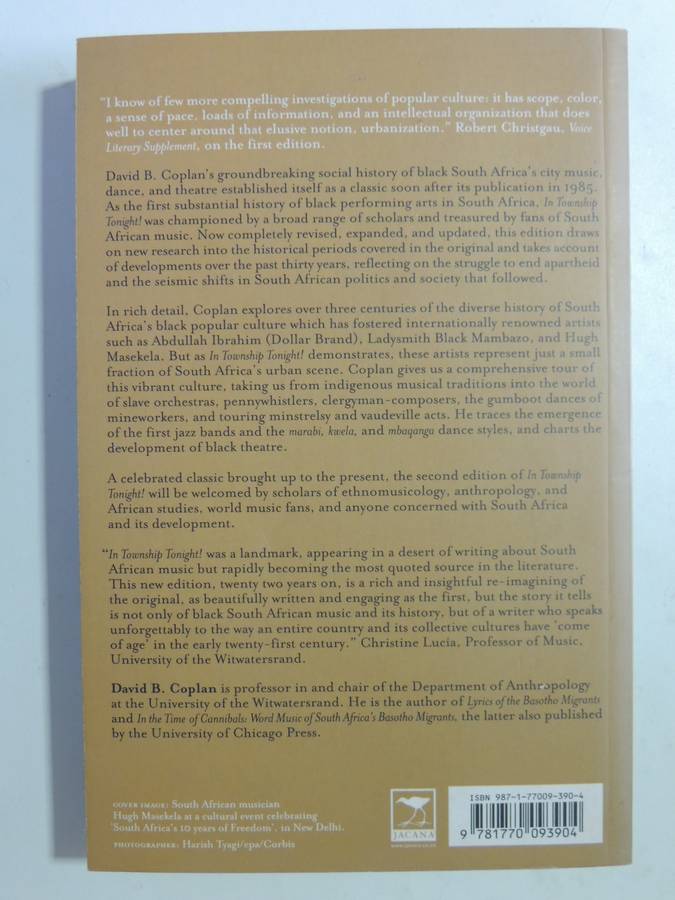 "I know of few more compelling investigations of popular culture: it has scope, color,
a sense of pace, loads of information, and an intellectual organization that does
well to center around that elusive notion, urbanization." Robert Christgau, Voice
Literary Supplement, on the first edition.
David B. Coplan's groundbreaking social history of black South Africa's city music,
dance, and theatre established itself as a classic soon after its publication in 1985.
As the first substantial history of black performing arts in South Africa, In Township
Tonight! was championed by a broad range of scholars and treasured by fans of South
African music. Now completely revised, expanded, and updated, this edition draws
on new research into the historical periods covered in the original and takes account
of developments over the past thirty years, reflecting on the struggle to end apartheid
and the seismic shifts in South African politics and society that followed.
In rich detail, Coplan explores over three centuries of the diverse history of South
Africa's black popular culture which has fostered internationally renowned artists
such as Abdullah Ibrahim (Dollar Brand), Ladysmith Black Mambazo, and Hugh
Masekela. But as In Township Tonight! demonstrates, these artists represent just a small
fraction of South Africa's urban scene. Coplan gives us a comprehensive tour of
this vibrant culture, taking us from indigenous musical traditions into the world
of slave orchestras, pennywhistlers, clergyman-composers, the gumboot dances of
mineworkers, and touring minstrelsy and vaudeville acts. He traces the emergence
of the first jazz bands and the marabi, kwela, and mbaqanga dance styles, and charts the
development of black theatre.
A celebrated classic brought up to the present, the second edition of In Township
Tonight! will be welcomed by scholars of ethnomusicology, anthropology, and
African studies, world music fans, and anyone concerned with South Africa
and its development.
"In Township Tonight! was a landmark, appearing in a desert of writing about South
African music but rapidly becoming the most quoted source in the literature.
This new edition, twenty two years on, is a rich and insightful re-imagining of
the original, as beautifully written and engaging as the first, but the story it tells
is not only of black South African music and its history, but of a writer who speaks
unforgettably to the way an entire country and its collective cultures have 'come
of age' in the early twenty-first century." Christine Lucia, Professor of Music,
University of the Witwatersrand.
David B. Coplan is professor in and chair of the Department of Anthropology
at the University of the Witwatersrand. He is the author of Lyrics of the Basotho Migrants
and In the Time of Cannibals: Word Music of South Africa's Basotho Migrants, the latter also published
by the University of Chicago Press.
COVER IMAGE: South African musician
Hugh Masekela at a cultural event celebrating
'South Africa's 10 years of Freedom', in New Delhi.
PHOTOGRAPHER: Harish Tyagi/epa/Corbis
JACANA
ISBN 987-1-77009-390-4
9 781770 093904